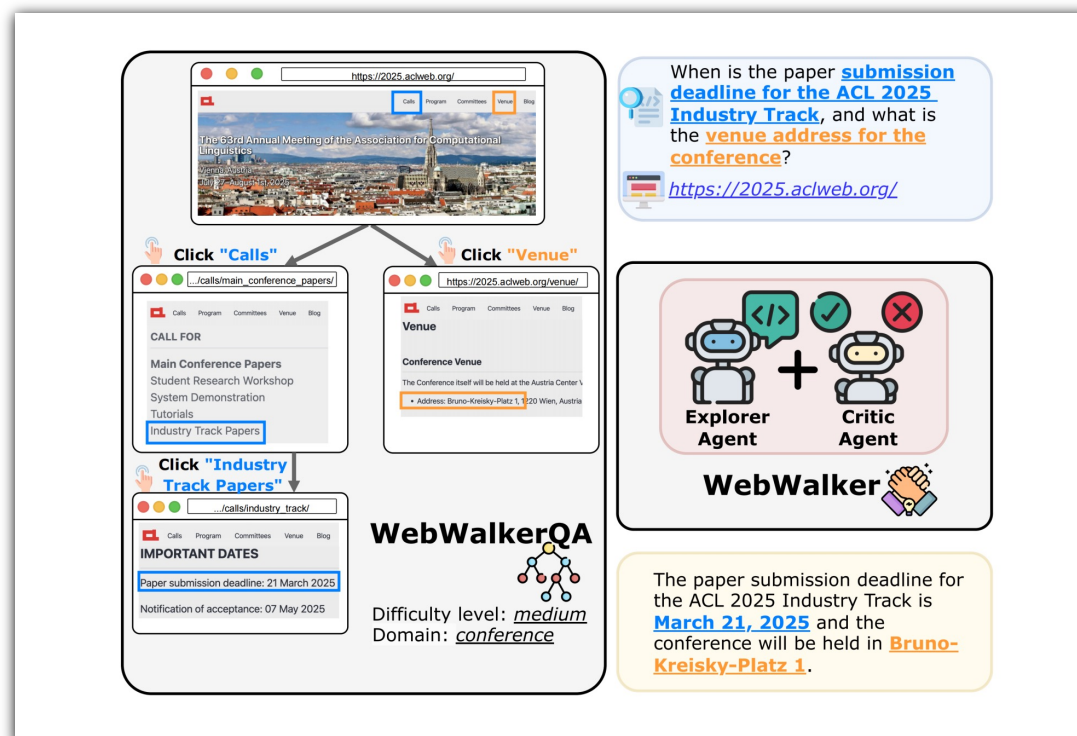 https://2025.aclweb.org/
Calls Program Committees Venue Blog
The 63rd Annual Meeting of the Association for Computational
Linguistics
Vienna, Austria
July 27–August 1st, 2025
Click "Calls"
Click "Venue"
.../calls/main_conference_papers/
Calls Program Committees Venue Blog
CALL FOR
Main Conference Papers
Student Research Workshop
System Demonstration
Tutorials
Industry Track Papers
https://2025.aclweb.org/venue/
Calls Program Committees Venue Blog
Venue
Conference Venue
The Conference itself will be held at the Austria Center
• Address: Bruno-Kreisky-Platz 1, 1220 Wien, Austria
Click "Industry
Track Papers"
.../calls/industry_track/
Calls Program Committees Venue Blog
IMPORTANT DATES
Paper submission deadline: 21 March 2025
Notification of acceptance: 07 May 2025
WebWalkerQA
Difficulty level: medium
Domain: conference
When is the paper submission
deadline for the ACL 2025
Industry Track, and what is
the venue address for the
conference?
https://2025.aclweb.org/
</>
Explorer
Agent
Critic
Agent
WebWalker
The paper submission deadline for
the ACL 2025 Industry Track is
March 21, 2025 and the
conference will be held in Bruno-
Kreisky-Platz 1.